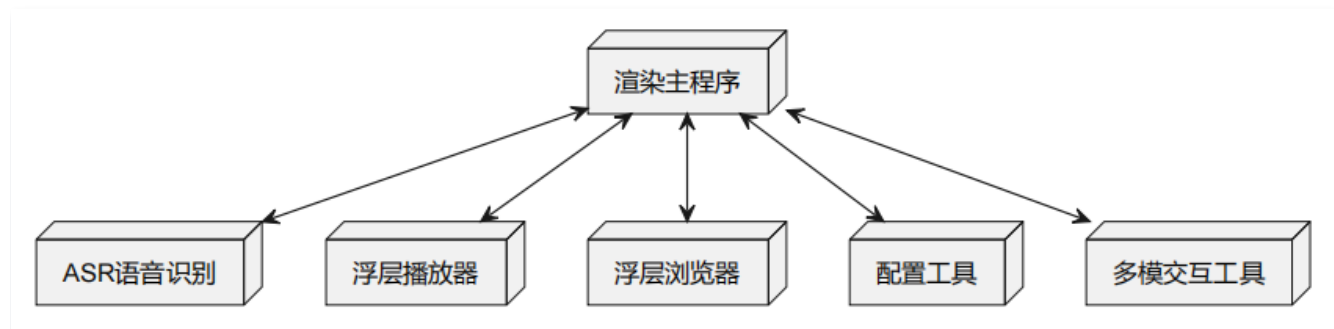 渲染主程序
ASR语音识别
浮层播放器
浮层浏览器
配置工具
多模交互工具